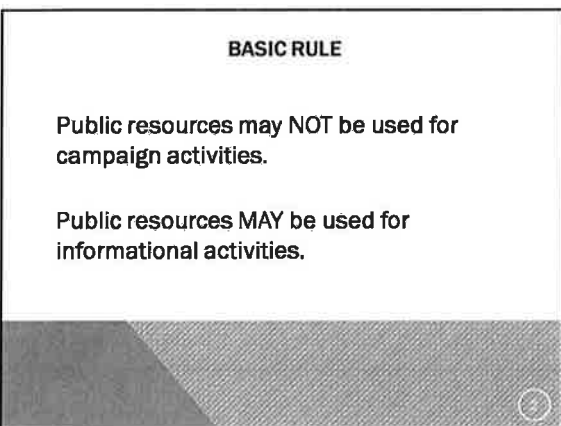 BASIC RULE
Public resources may NOT be used for
campaign activities.
Public resources MAY be used for
informational activities.